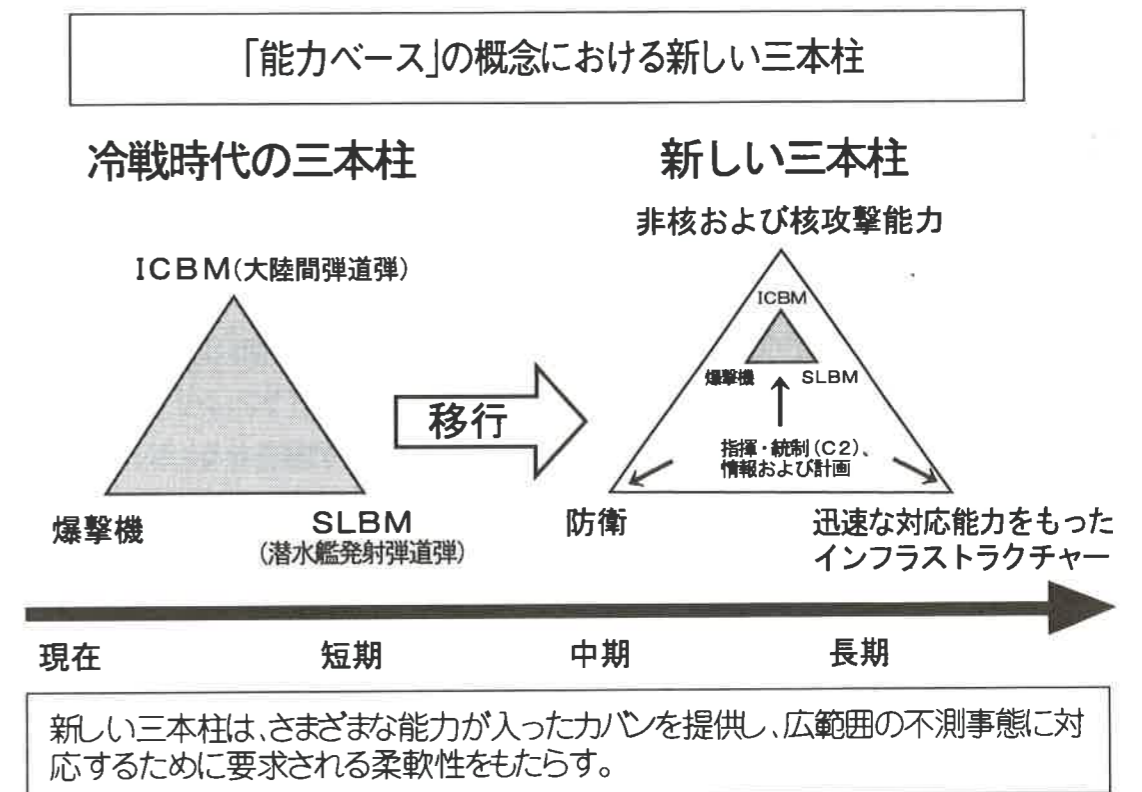 「能力ベース」の概念における新しい三本柱
冷戦時代の三本柱
新しい三本柱
非核および核攻撃能力
ICBM(大陸間弾道弾)
ICBM
爆撃機
SLBM
移行
指揮・統制(C2)、
情報および計画
爆撃機
SLBM
(潜水艦発射弾道弾)
防衛
迅速な対応能力をもった
インフラストラクチャー
現在
短期
中期
長期
新しい三本柱は、さまざまな能力が入ったカバンを提供し、広範囲の不測事態に対
応するために要求される柔軟性をもたらす。